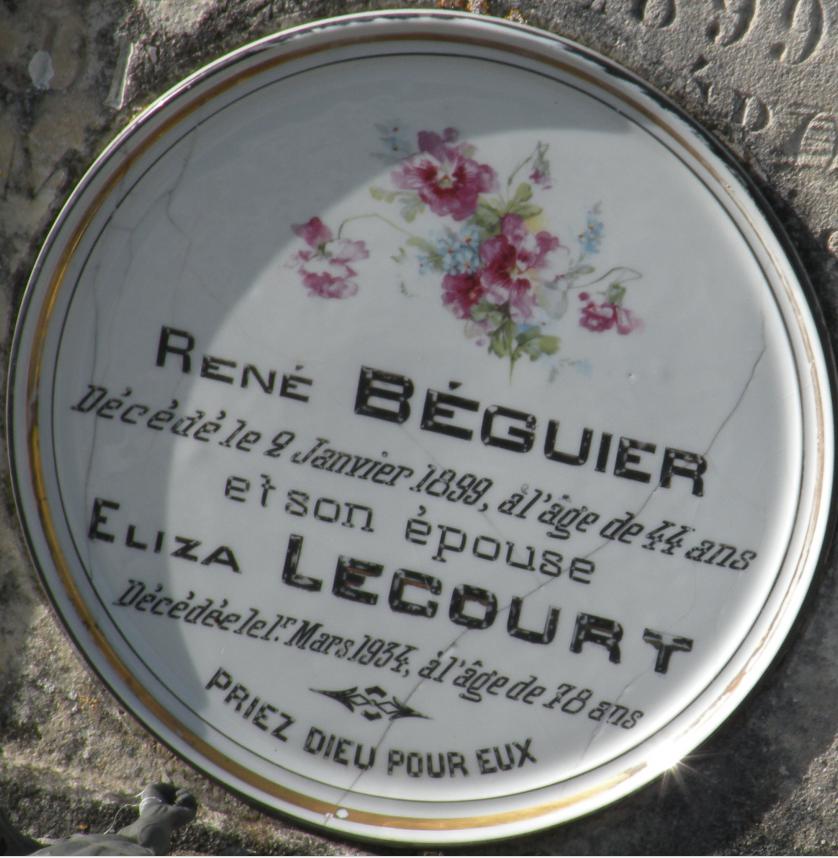 RENÉ BÉGUIER
Décédé le 2 Janvier 1899, à l'âge de 44 ans
et son épouse
ELIZA LECOURT
Décédée le 1er. Mars 1934, à l'âge de 78 ans
PRIEZ DIEU POUR EUX